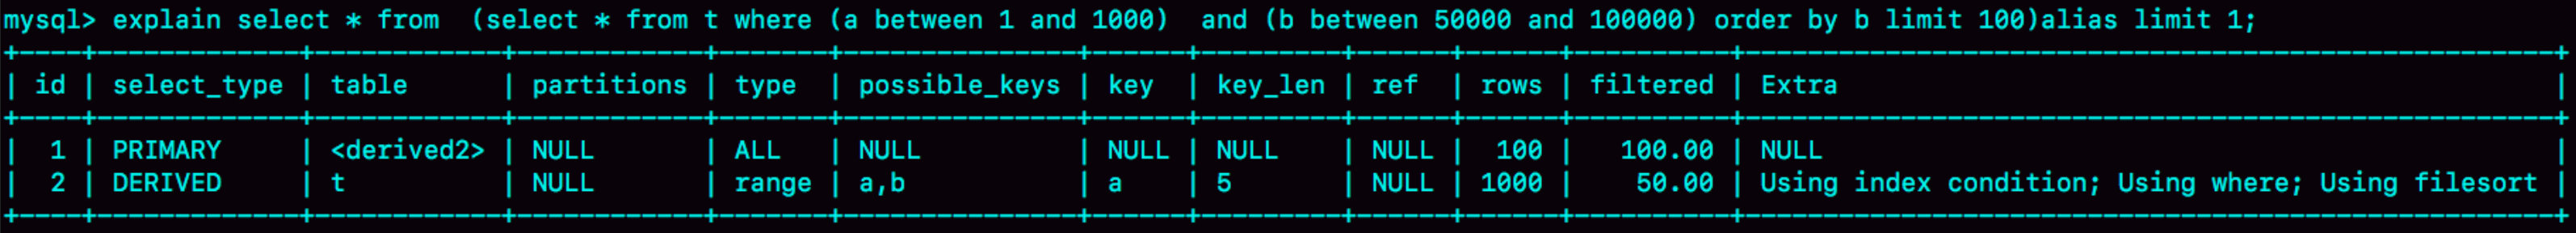 mysql> explain select * from  (select * from t where (a between 1 and 1000)  and (b between 50000 and 100000) order by b limit 100)alias limit 1;
+----+-------------+------------+------------+-------+---------------+------+---------+------+------+----------+----------------------------------------------------+
| id | select_type | table      | partitions | type  | possible_keys | key  | key_len | ref  | rows | filtered | Extra                                              |
+----+-------------+------------+------------+-------+---------------+------+---------+------+------+----------+----------------------------------------------------+
|  1 | PRIMARY     | <derived2> | NULL       | ALL   | NULL          | NULL | NULL    | NULL |  100 |   100.00 | NULL                                               |
|  2 | DERIVED     | t          | NULL       | range | a,b           | a    | 5       | NULL | 1000 |    50.00 | Using index condition; Using where; Using filesort |
+----+-------------+------------+------------+-------+---------------+------+---------+------+------+----------+----------------------------------------------------+